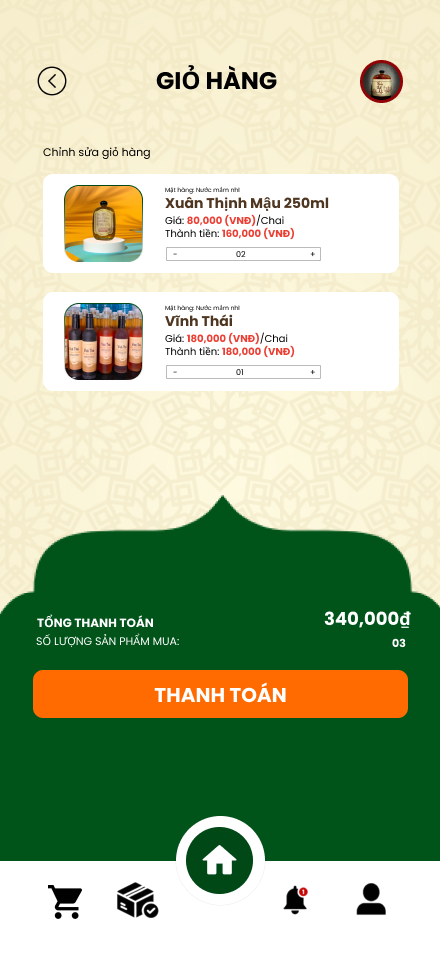 GIỎ HÀNG
Chỉnh sửa giỏ hàng
Mặt hàng: Nước mắm nhỉ
Xuân Thịnh Mậu 250ml
Giá: 80,000 (VNĐ)/Chai
Thành tiền: 160,000 (VNĐ)
- 02 +
Mặt hàng: Nước mắm nhỉ
Vĩnh Thái
Giá: 180,000 (VNĐ)/Chai
Thành tiền: 180,000 (VNĐ)
- 01 +
TỔNG THANH TOÁN 340,000₫
SỐ LƯỢNG SẢN PHẨM MUA: 03
THANH TOÁN
1